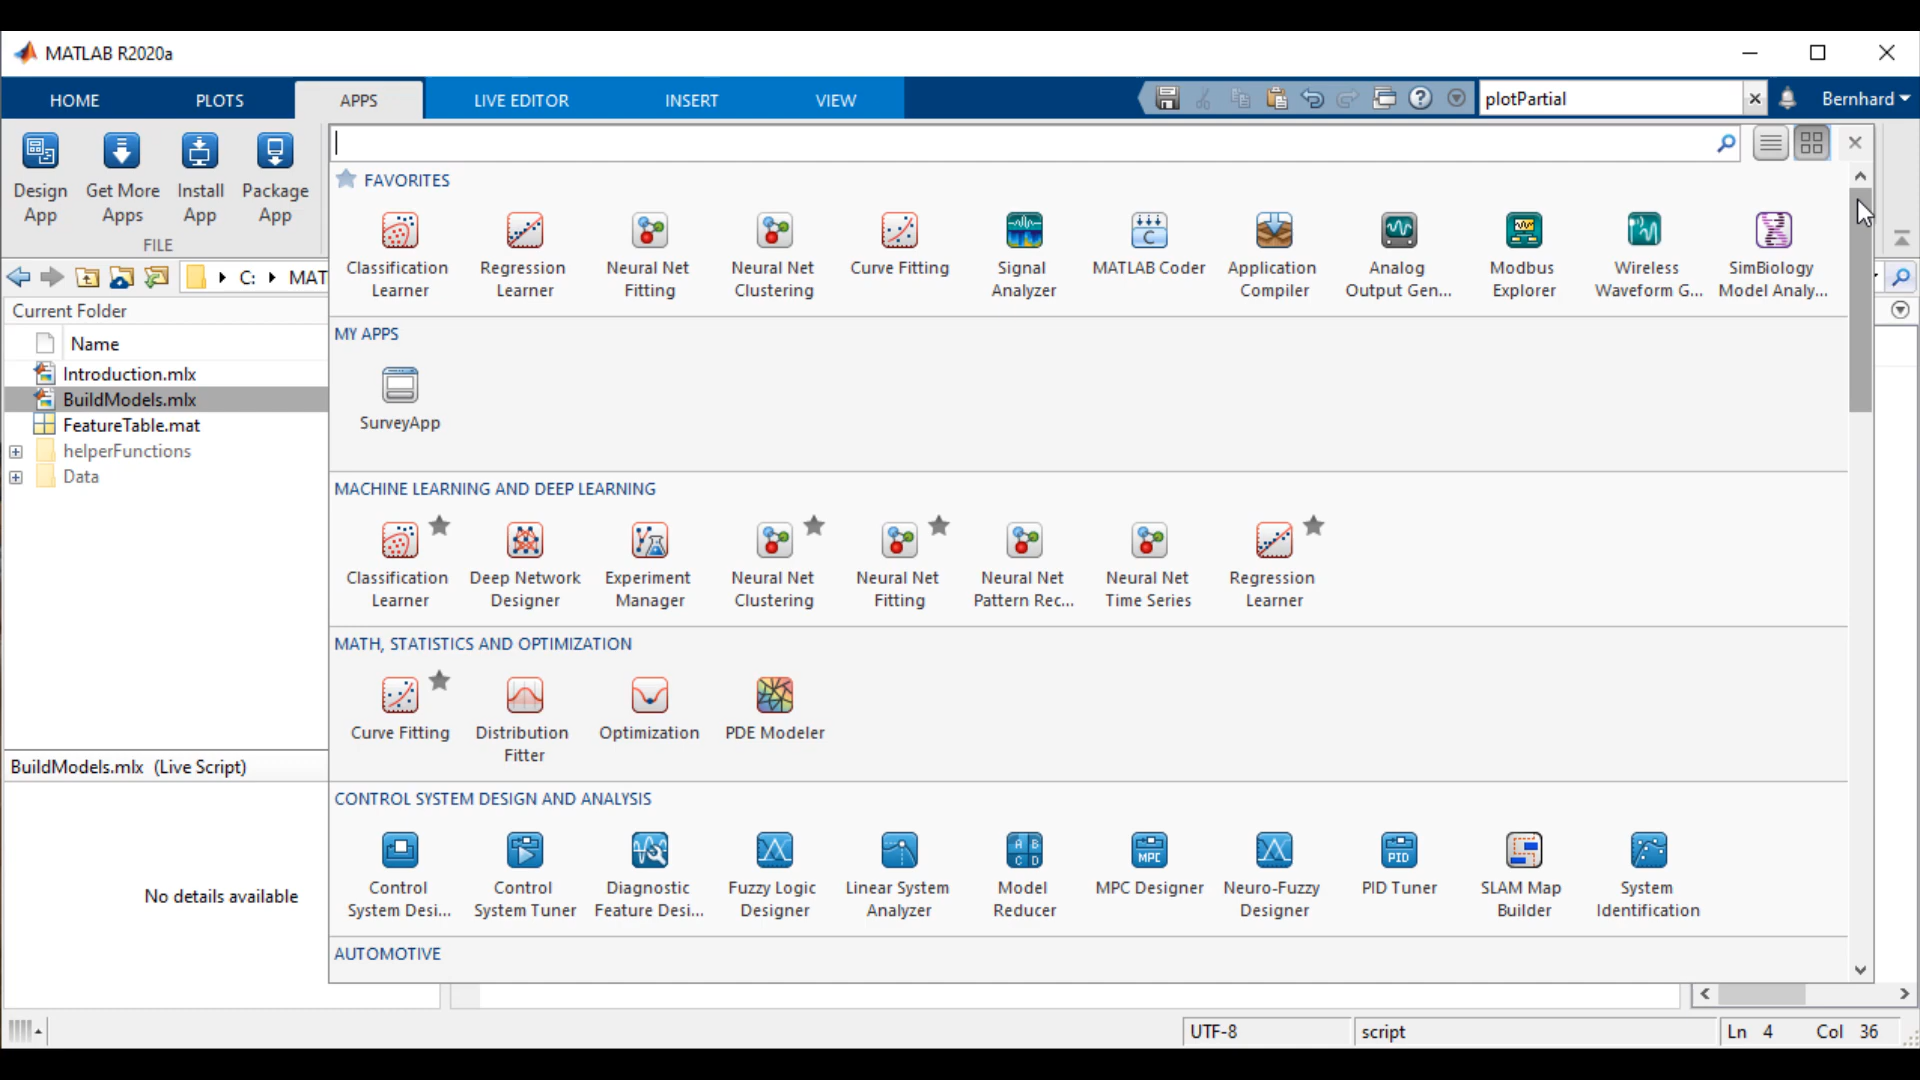 MATLAB R2020a
HOME PLOTS APPS LIVE EDITOR INSERT VIEW plotPartial Bernhard
Design App
Get More Apps
Install App
Package App
FILE
C: MAT
Current Folder
Name
Introduction.mlx
BuildModels.mlx
FeatureTable.mat
helperFunctions
Data
BuildModels.mlx (Live Script)
No details available
FAVORITES
Classification Regression Neural Net Neural Net Curve Fitting Signal MATLAB Coder Application Analog Modbus Wireless SimBiology
Learner Learner Fitting Clustering Analyzer Compiler Output Gen... Explorer Waveform G... Model Analy...
MY APPS
SurveyApp
MACHINE LEARNING AND DEEP LEARNING
Classification Deep Network Experiment Neural Net Neural Net Neural Net Neural Net Regression
Learner Designer Manager Clustering Fitting Pattern Rec... Time Series Learner
MATH, STATISTICS AND OPTIMIZATION
Curve Fitting Distribution Optimization PDE Modeler
Fitter
CONTROL SYSTEM DESIGN AND ANALYSIS
A B
C D
MPC
PID
Control Control Diagnostic Fuzzy Logic Linear System Model MPC Designer Neuro-Fuzzy PID Tuner SLAM Map System
System Desi... System Tuner Feature Desi... Designer Analyzer Reducer Designer Builder Identification
AUTOMOTIVE
UTF-8 script Ln 4 Col 36